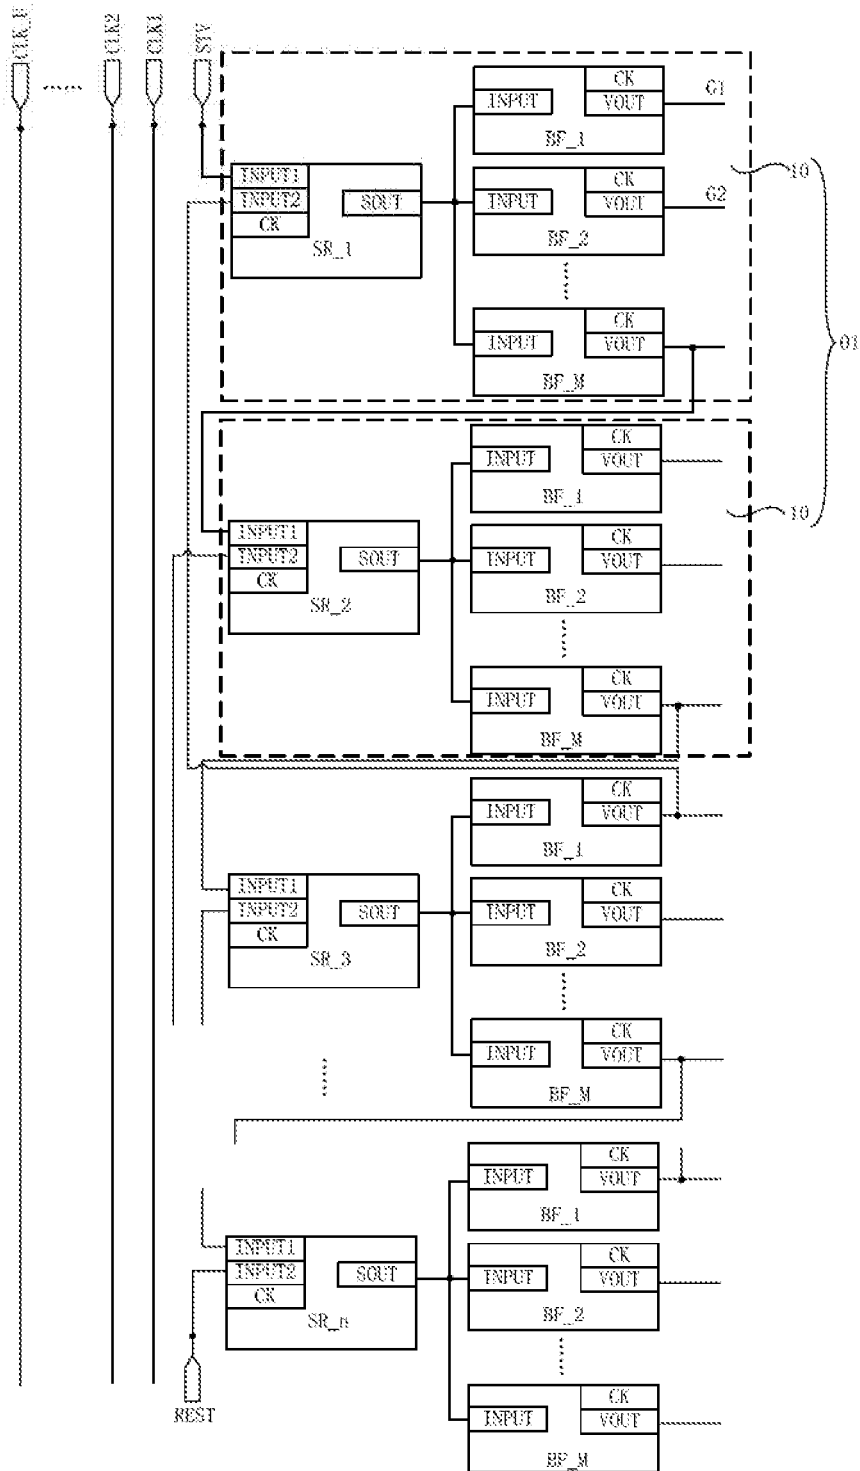 CLK2
CLK1
STV
CK
G1
INPUT
VOUT
BF_1
10
CK
INPUT1
INPUT2
SOUT
INPUT
VOUT
G2
CK
BF_2
SR_1
CK
01
INPUT
VOUT
BF_M
CK
INPUT
VOUT
BF_1
10
INPUT1
CK
INPUT2
SOUT
INPUT
VOUT
CK
BF_2
SR_2
CK
INPUT
VOUT
BF_M
CK
INPUT
VOUT
BF_1
INPUT1
CK
INPUT2
SOUT
INPUT
VOUT
CK
BF_2
SR_3
CK
INPUT
VOUT
BF_M
CK
INPUT
VOUT
BF_1
INPUT1
CK
INPUT2
SOUT
INPUT
VOUT
CK
BF_2
SR_n
CK
REST
INPUT
VOUT
BF_M